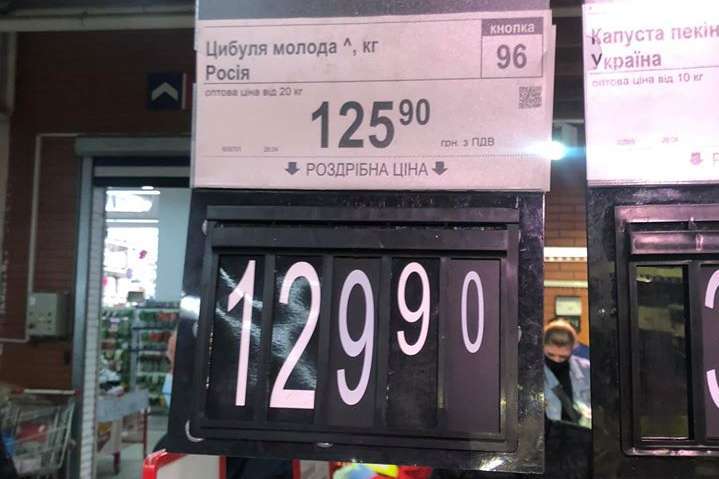 Цибуля молода ^, кг
Росія
кнопка
96
оптова ціна від 20 кг
125 90
грн. з ПДВ
РОЗДРІБНА ЦІНА
129 90
Капуста
Україна
оптова ціна від 10 кг